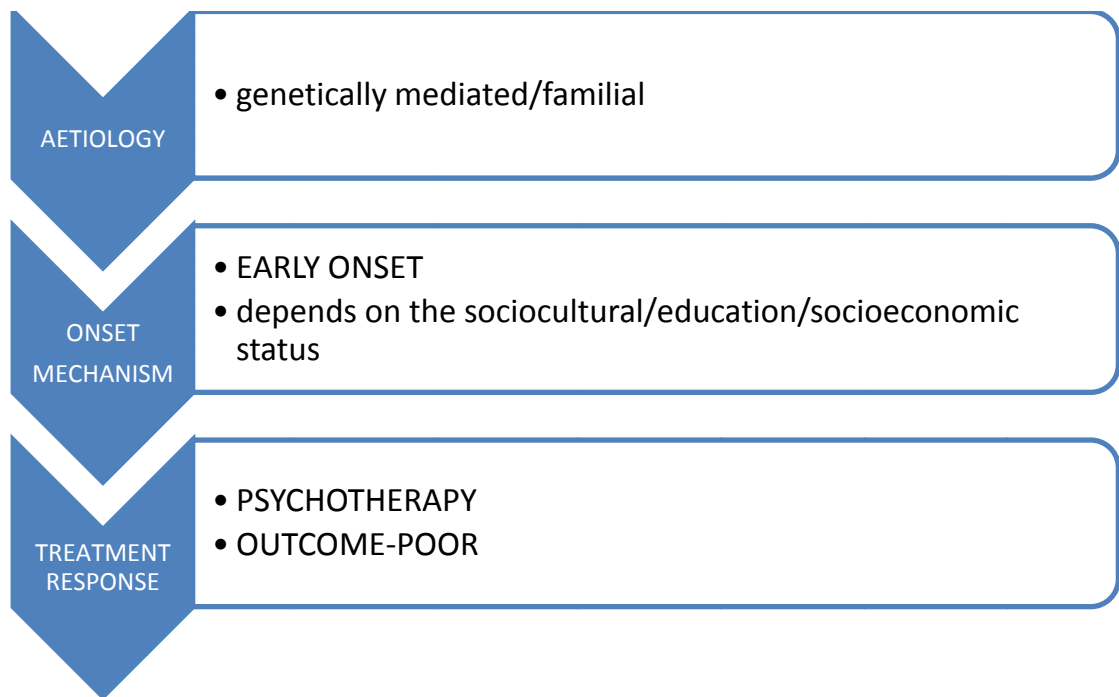 AETIOLOGY
• genetically mediated/familial
ONSET
MECHANISM
• EARLY ONSET
• depends on the sociocultural/education/socioeconomic
status
TREATMENT
RESPONSE
• PSYCHOTHERAPY
• OUTCOME-POOR